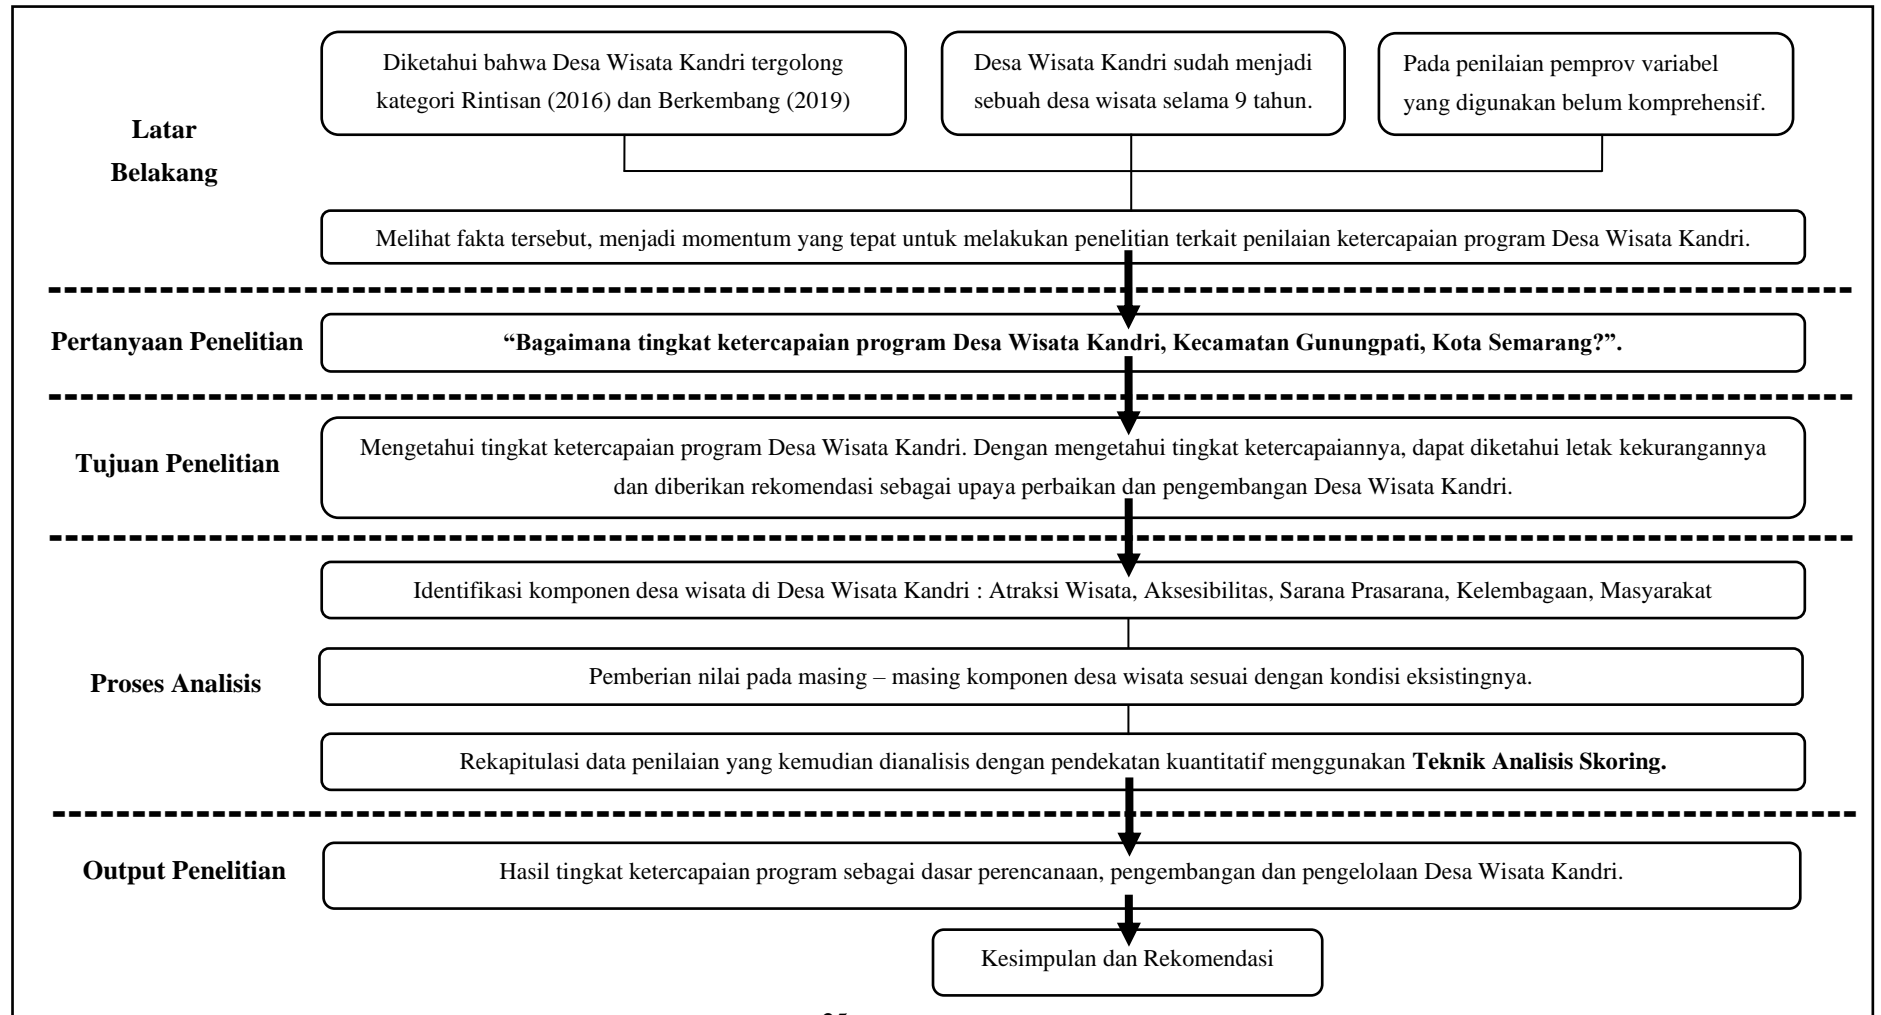 Diketahui bahwa Desa Wisata Kandri tergolong
kategori Rintisan (2016) dan Berkembang (2019)
Desa Wisata Kandri sudah menjadi
sebuah desa wisata selama 9 tahun.
Pada penilaian pemprov variabel
yang digunakan belum komprehensif.
Latar
Belakang
Melihat fakta tersebut, menjadi momentum yang tepat untuk melakukan penelitian terkait penilaian ketercapaian program Desa Wisata Kandri.
Pertanyaan Penelitian
“Bagaimana tingkat ketercapaian program Desa Wisata Kandri, Kecamatan Gunungpati, Kota Semarang?”.
Tujuan Penelitian
Mengetahui tingkat ketercapaian program Desa Wisata Kandri. Dengan mengetahui tingkat ketercapaiannya, dapat diketahui letak kekurangannya
dan diberikan rekomendasi sebagai upaya perbaikan dan pengembangan Desa Wisata Kandri.
Identifikasi komponen desa wisata di Desa Wisata Kandri : Atraksi Wisata, Aksesibilitas, Sarana Prasarana, Kelembagaan, Masyarakat
Proses Analisis
Pemberian nilai pada masing – masing komponen desa wisata sesuai dengan kondisi eksistingnya.
Rekapitulasi data penilaian yang kemudian dianalisis dengan pendekatan kuantitatif menggunakan Teknik Analisis Skoring.
Output Penelitian
Hasil tingkat ketercapaian program sebagai dasar perencanaan, pengembangan dan pengelolaan Desa Wisata Kandri.
Kesimpulan dan Rekomendasi